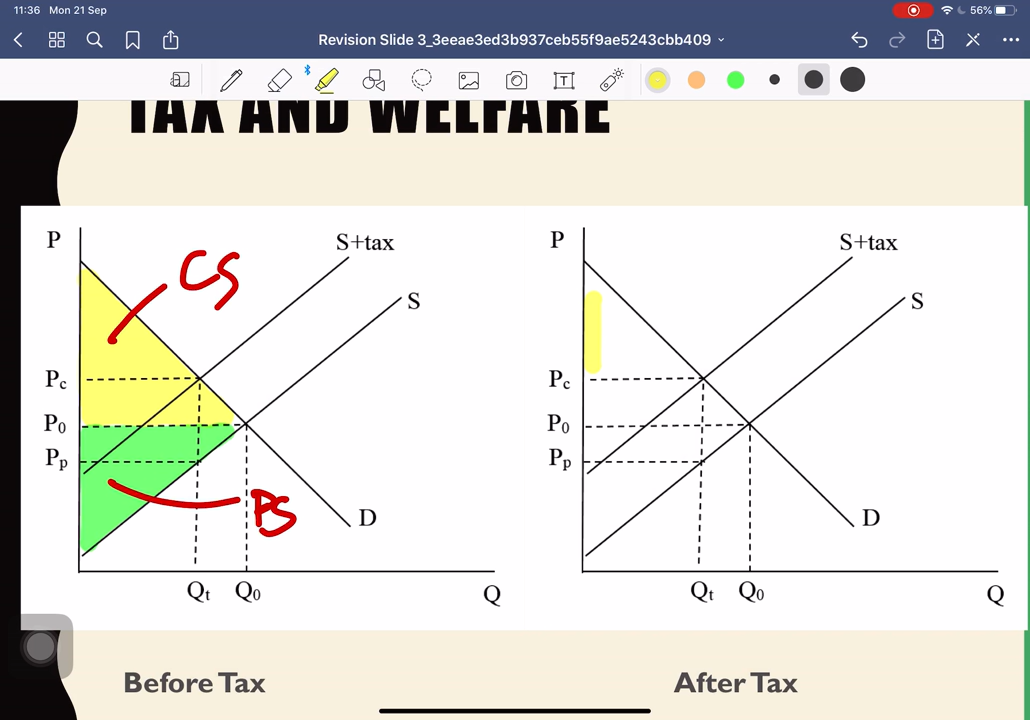 11:36 Mon 21 Sep
56%
Revision Slide 3_3eeae3ed3b937ceb55f9ae5243cbb409
TAX AND WELFARE
P
S+tax
S
CS
Pc
P0
Pp
PS
D
Qt Q0
Q
P
S+tax
S
Pc
P0
Pp
D
Qt Q0
Q
Before Tax
After Tax